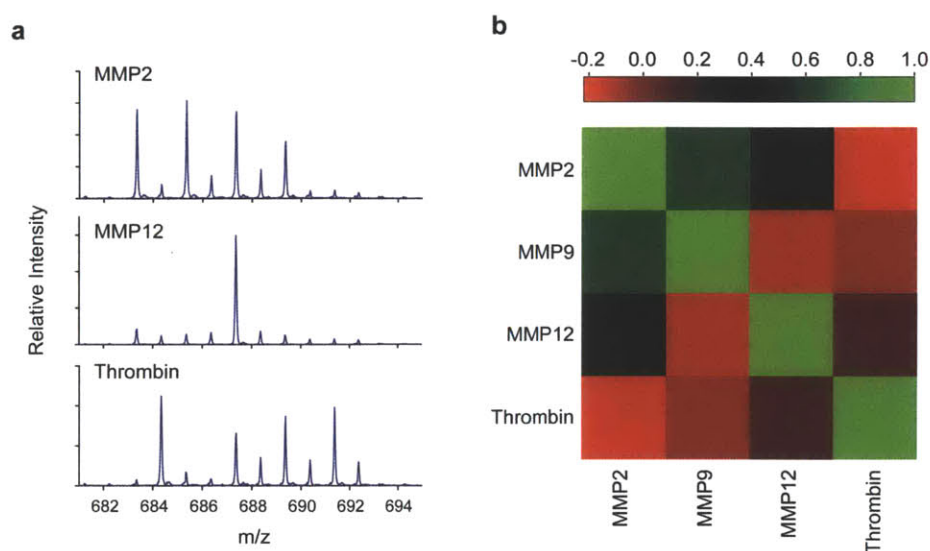 a
MMP2
MMP12
Thrombin
Relative Intensity
682 684 686 688 690 692 694
m/z
b
-0.2 0.0 0.2 0.4 0.6 0.8 1.0
MMP2
MMP9
MMP12
Thrombin
MMP2 MMP9 MMP12 Thrombin